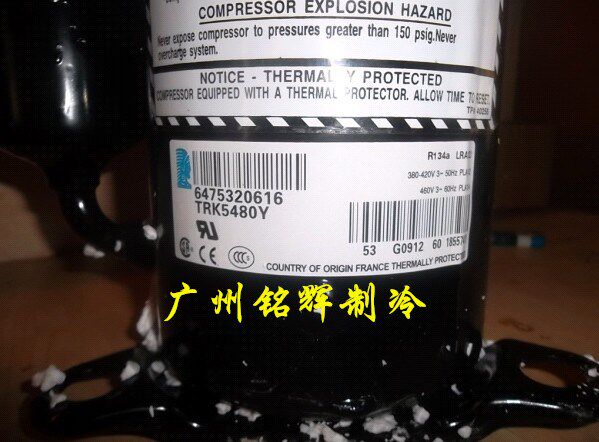 COMPRESSOR EXPLOSION HAZARD
Never expose compressor to pressures greater than 150 psig. Never
overcharge system.
NOTICE - THERMALLY PROTECTED
COMPRESSOR EQUIPPED WITH A THERMAL PROTECTOR. ALLOW TIME TO RESET.
R134a LRA
6475320616
TRK5480Y
380-420V 3~ 50Hz
460V 3~ 60Hz
53 G0912 60
COUNTRY OF ORIGIN FRANCE THERMALLY PROTEC
广州铭辉制冷